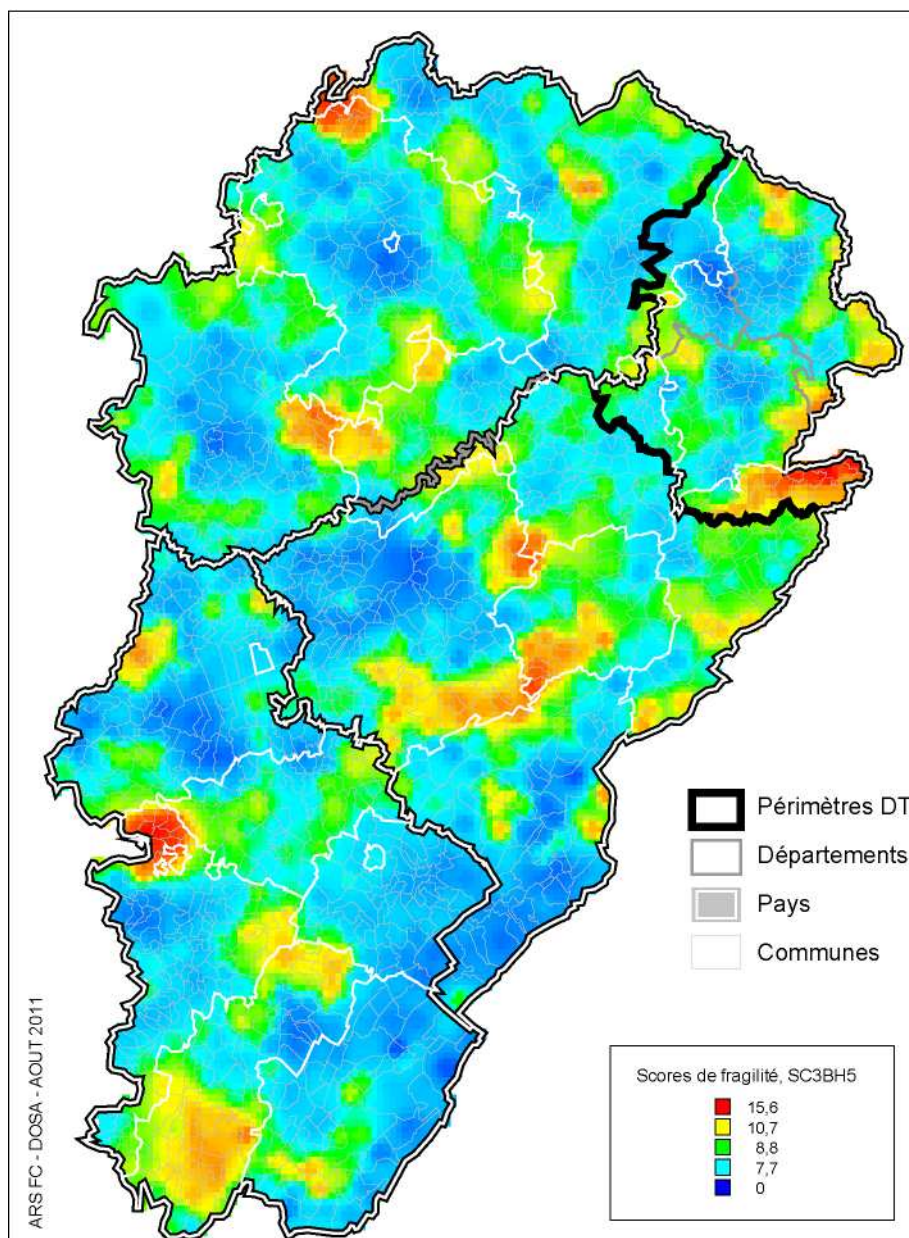 Périmètres DT
Départements
Pays
Communes
ARS FC - DOSA - AOUT 2011
Scores de fragilité, SC3BH5
15,6
10,7
8,8
7,7
0